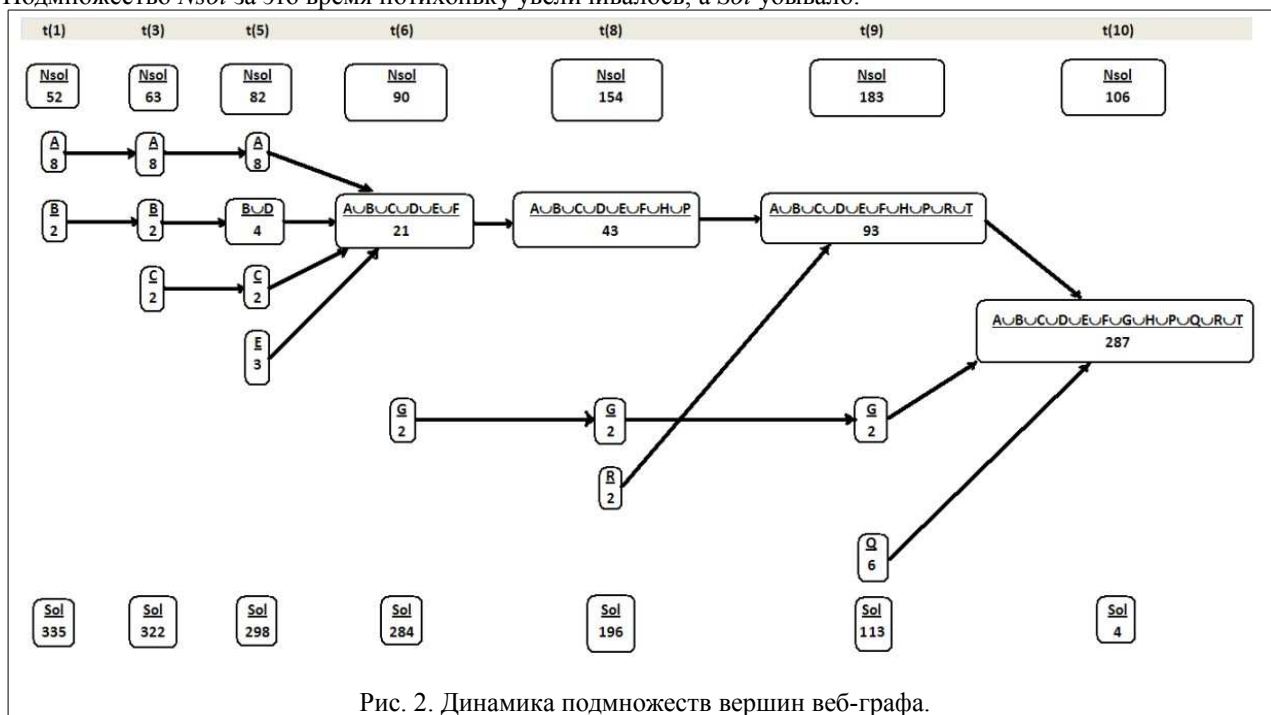 Подмножество Nsol за это время потихоньку увеличивалось, а Sol убывало.
t(1) t(3) t(5) t(6) t(8) t(9) t(10)
Nsol Nsol Nsol Nsol Nsol Nsol Nsol
52 63 82 90 154 183 106
A A A
8 8 8
B B B∪D A∪B∪C∪D∪E∪F A∪B∪C∪D∪E∪F∪H∪P A∪B∪C∪D∪E∪F∪H∪P∪R∪T
2 2 4 21 43 93
C C
2 2
A∪B∪C∪D∪E∪F∪G∪H∪P∪Q∪R∪T
287
E
3
G G G
2 2 2
R
2
Q
6
Sol Sol Sol Sol Sol Sol Sol
335 322 298 284 196 113 4
Рис. 2. Динамика подмножеств вершин веб-графа.